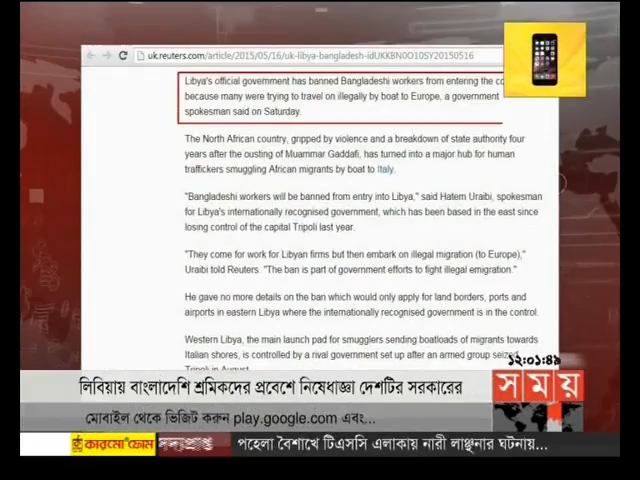 uk.reuters.com/article/2015/05/16/uk-libya-bangladesh-idUKKBN0O10SY20150516
Libya's official government has banned Bangladeshi workers from entering the
because many were trying to travel on illegally by boat to Europe, a government
spokesman said on Saturday.
The North African country, gripped by violence and a breakdown of state authority four
years after the ousting of Muammar Gaddafi, has turned into a major hub for human
traffickers smuggling African migrants by boat to Italy.
"Bangladeshi workers will be banned from entry into Libya," said Hatem Uraibi, spokesman
for Libya's internationally recognised government, which has been based in the east since
losing control of the capital Tripoli last year.
"They come for work for Libyan firms but then embark on illegal migration (to Europe),"
Uraibi told Reuters. "The ban is part of government efforts to fight illegal emigration."
He gave no more details on the ban which would only apply for land borders, ports and
airports in eastern Libya where the internationally recognised government is in the control.
Western Libya, the main launch pad for smugglers sending boatloads of migrants towards
Italian shores, is controlled by a rival government set up after an armed group seized
Tripoli in August.
১২:০১:৪৯
লিবিয়ায় বাংলাদেশি শ্রমিকদের প্রবেশে নিষেধাজ্ঞা দেশটির সরকারের
সময়
মোবাইল থেকে ভিজিট করুন play.google.com এবং...
কারমো ফোম সদ্যপ্রাপ্ত পহেলা বৈশাখে টিএসসি এলাকায় নারী লাঞ্ছনার ঘটনায়...